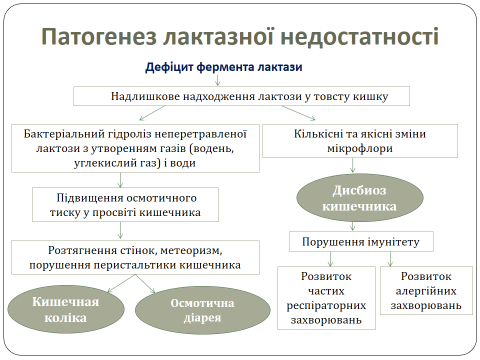 Патогенез лактазної недостатності
Дефіцит фермента лактази
Надлишкове надходження лактози у товсту кишку
Бактеріальний гідроліз неперетравленої
лактози з утворенням газів (водень,
углекислий газ) і води
Кількісні та якісні зміни
мікрофлори
Підвищення осмотичного
тиску у просвіті кишечника
Дисбиоз
кишечника
Розтягнення стінок, метеоризм,
порушення перистальтики кишечника
Порушення імунітету
Кишечная
коліка
Осмотична
діарея
Розвиток
частих
респіраторних
захворювань
Розвиток
алергійних
захворювань